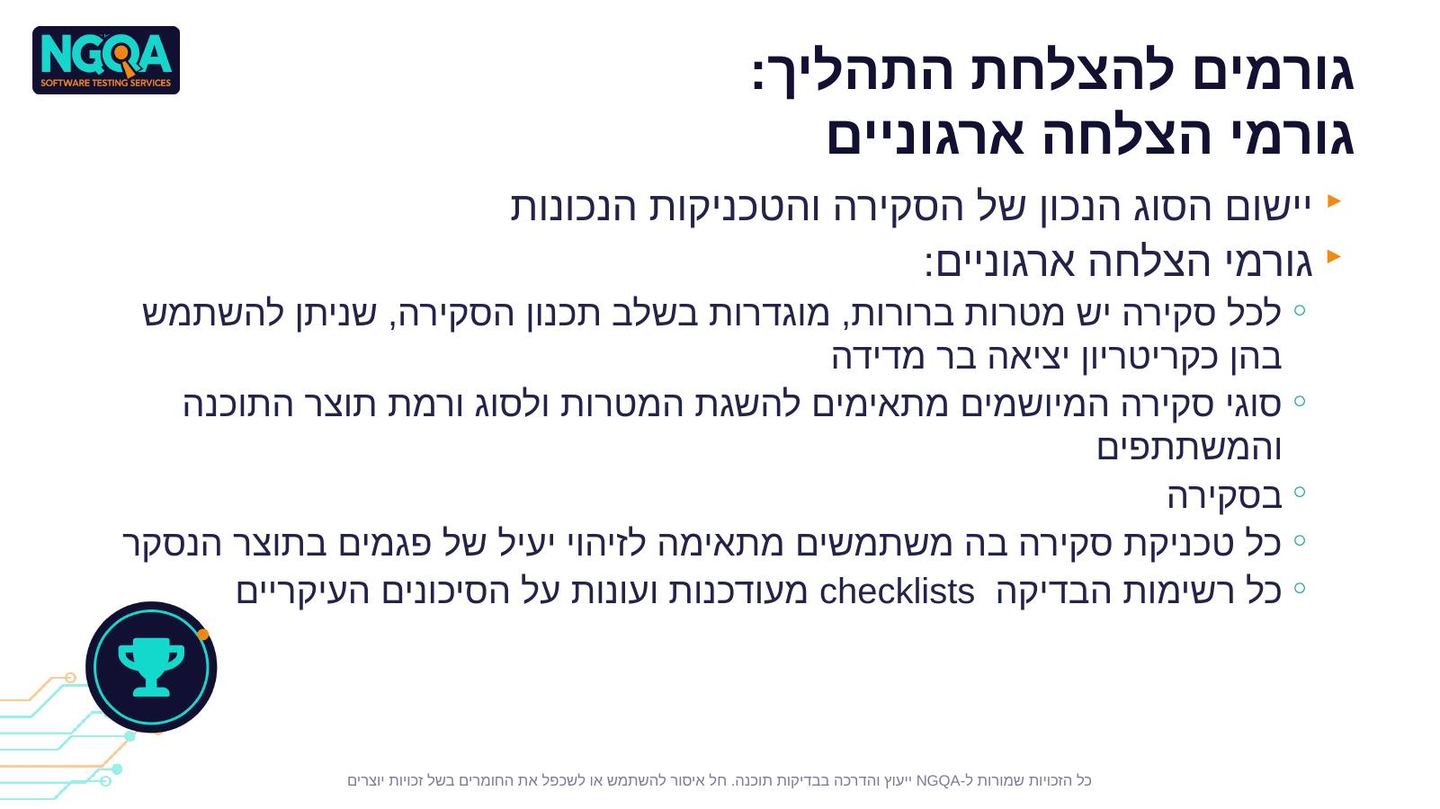 NGQA
SOFTWARE TESTING SERVICES
גורמים להצלחת התהליך:
גורמי הצלחה ארגוניים
יישום הסוג הנכון של הסקירה והטכניקות הנכונות
גורמי הצלחה ארגוניים:
לכל סקירה יש מטרות ברורות, מוגדרות בשלב תכנון הסקירה, שניתן להשתמש
בהן כקריטריון יציאה בר מדידה
סוגי סקירה המיושמים מתאימים להשגת המטרות ולסוג ורמת תוצר התוכנה
והמשתתפים
בסקירה
כל טכניקת סקירה בה משתמשים מתאימה לזיהוי יעיל של פגמים בתוצר הנסקר
כל רשימות הבדיקה checklists מעודכנות ועונות על הסיכונים העיקריים
כל הזכויות שמורות ל-NGQA ייעוץ והדרכה בבדיקות תוכנה. חל איסור להשתמש או לשכפל את החומרים בשל זכויות יוצרים